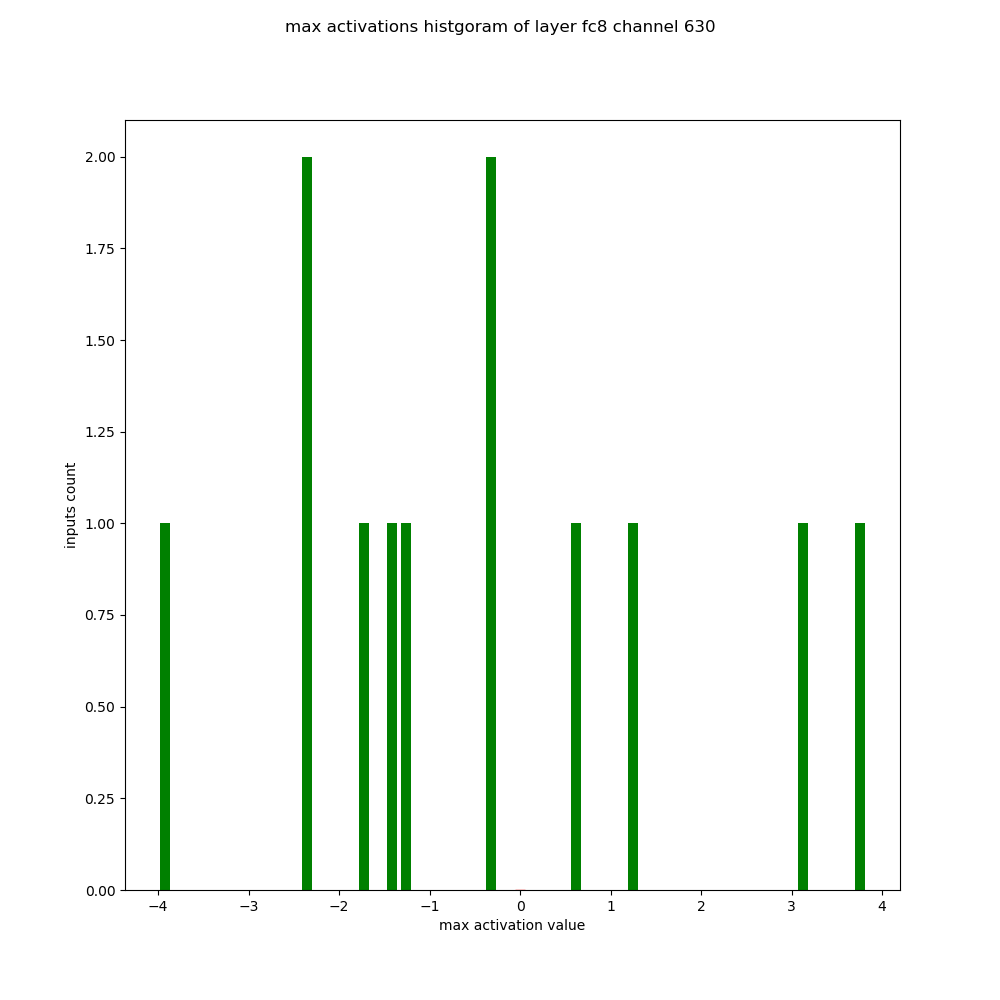 max activations histgoram of layer fc8 channel 630
2.00
1.75
1.50
1.25
1.00
0.75
0.50
0.25
0.00
inputs count
−4 −3 −2 −1 0 1 2 3 4
max activation value